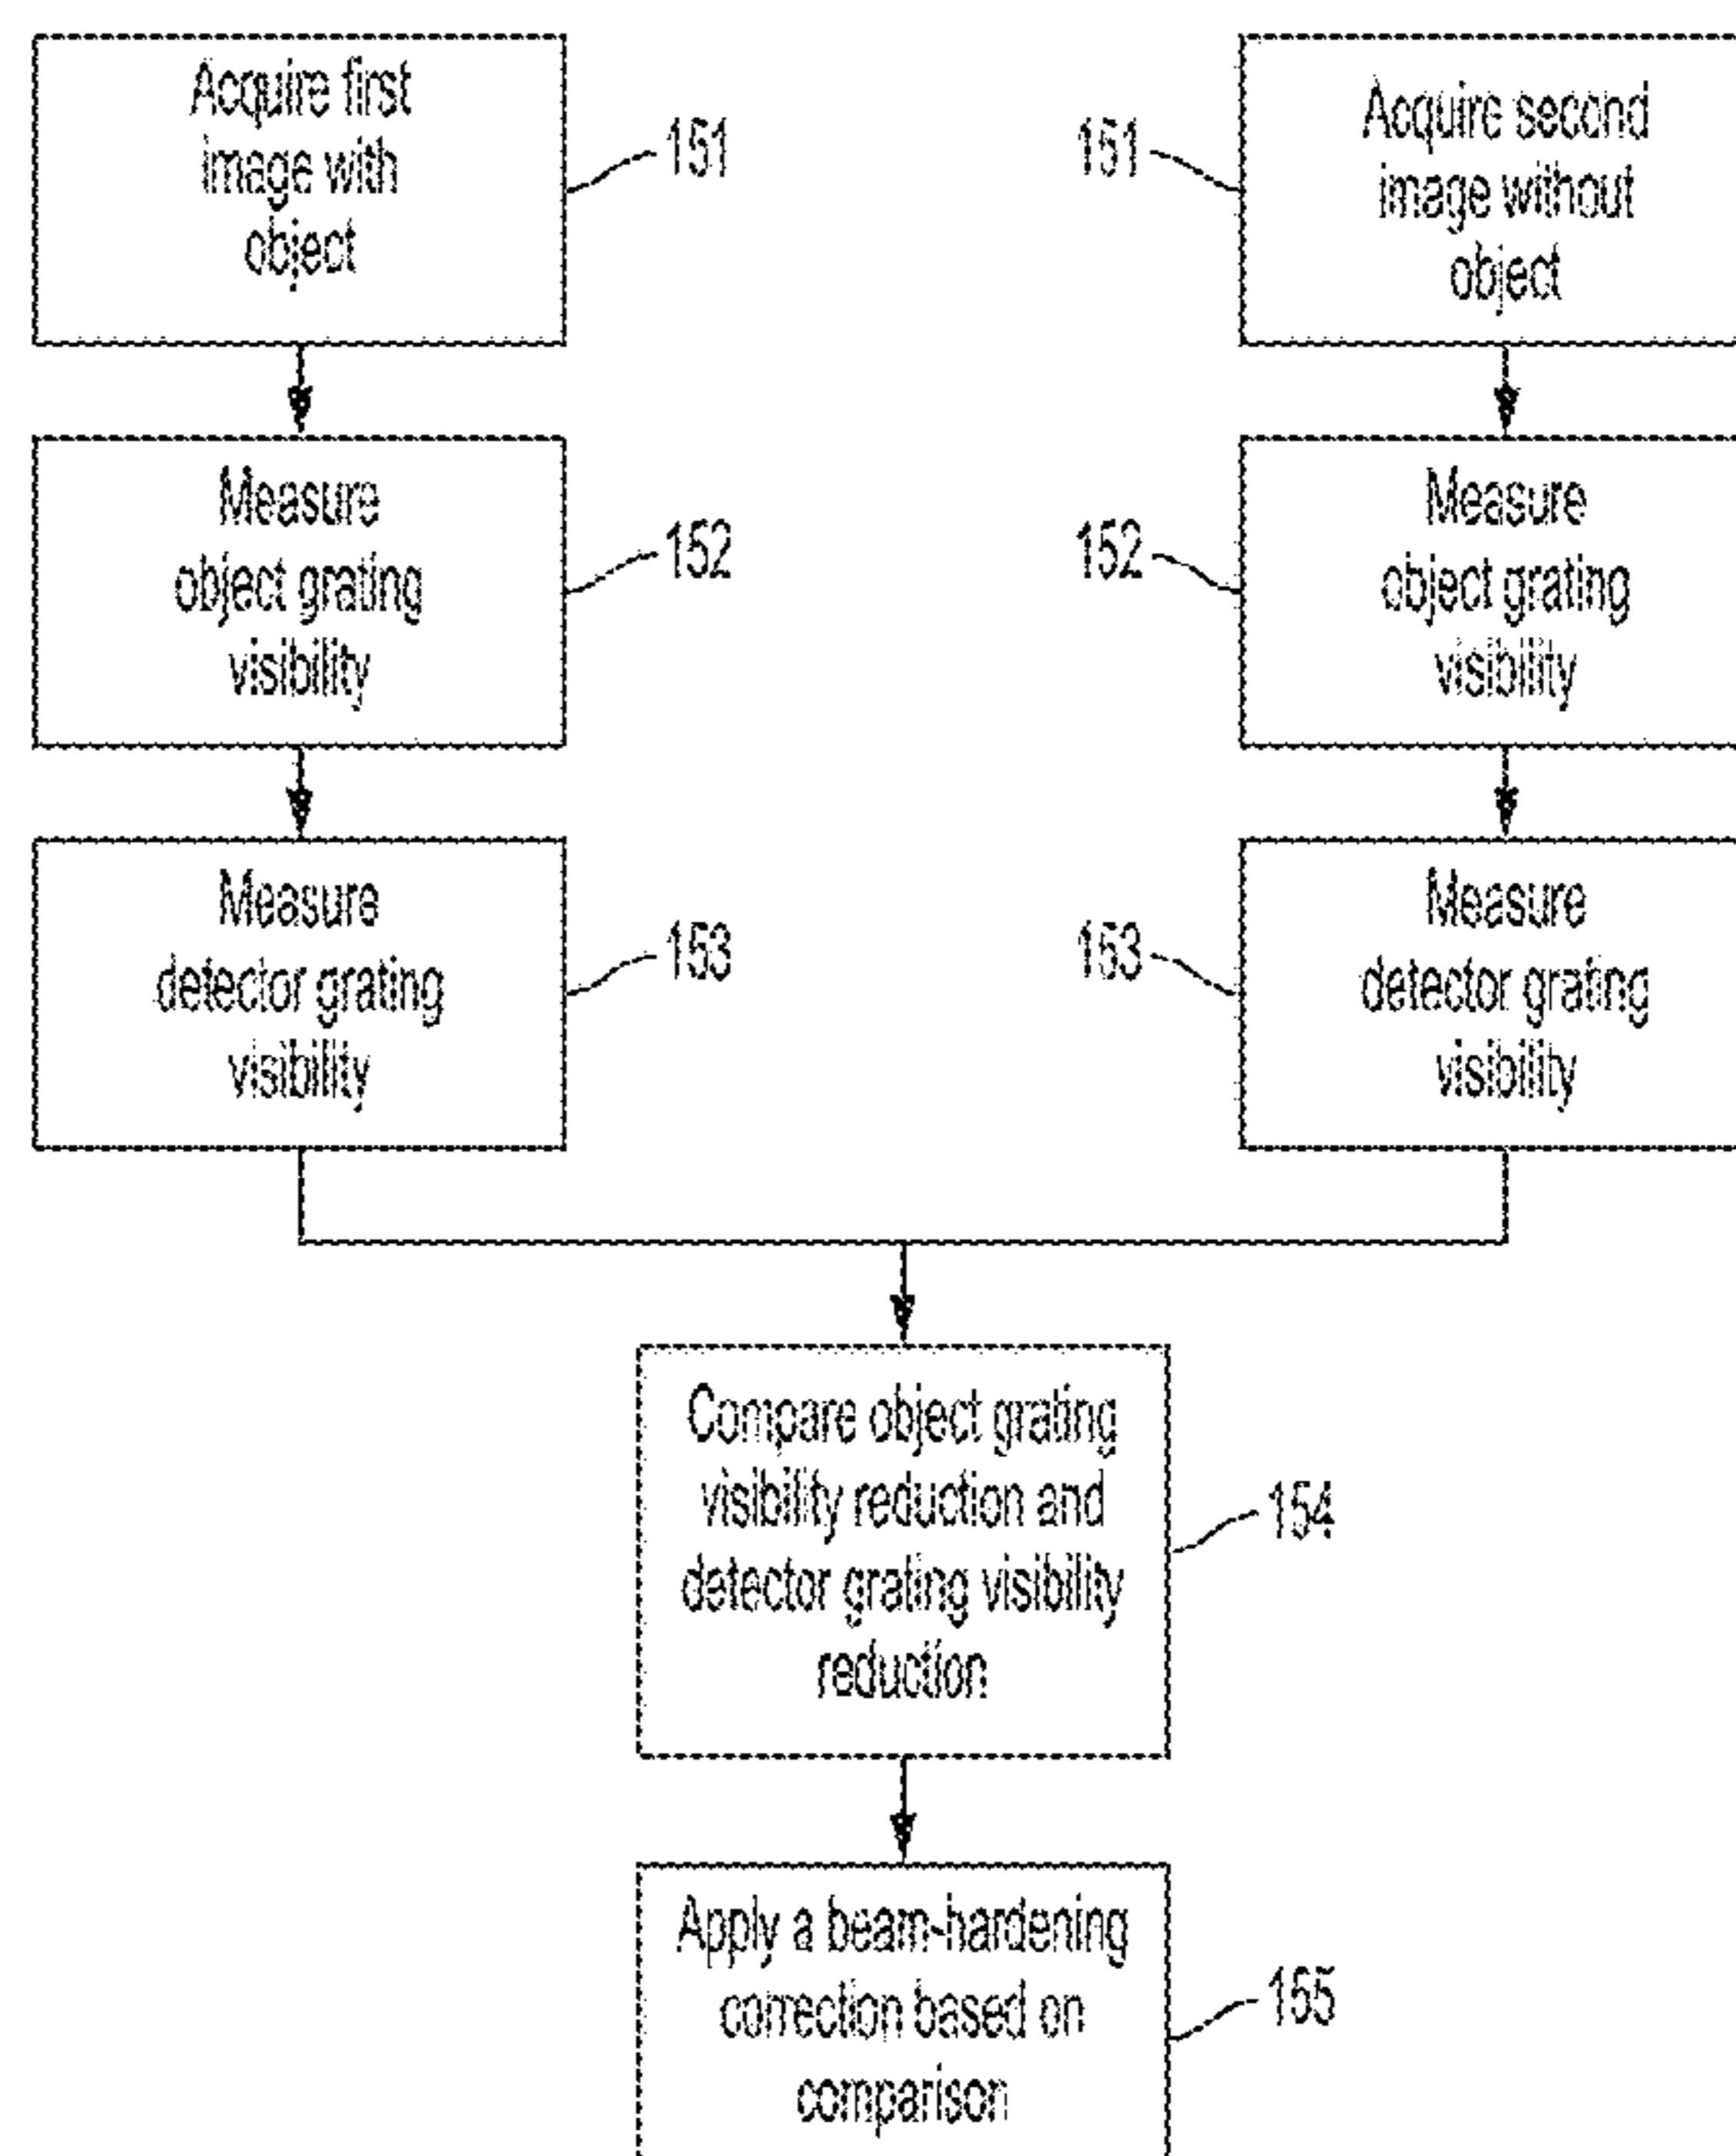 Acquire first
image with
object
151
Measure
object grating
visibility
152
Measure
detector grating
visibility
153
Acquire second
image without
object
151
Measure
object grating
visibility
152
Measure
detector grating
visibility
153
Compare object grating
visibility reduction and
detector grating visibility
reduction
154
Apply a beam-hardening
correction based on
comparison
155